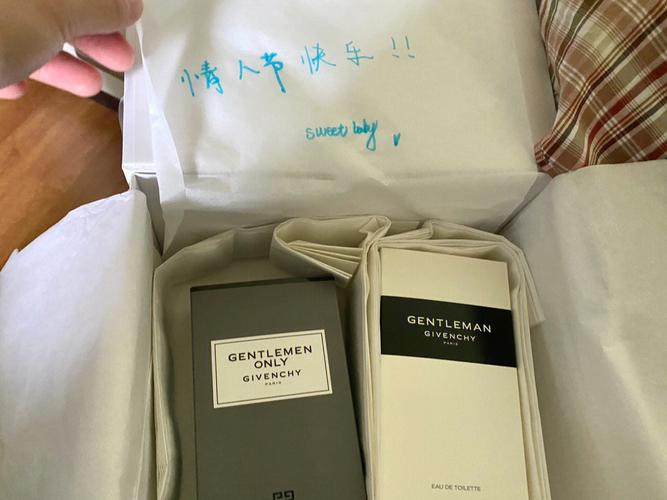 情人节快乐!!
sweet baby
GENTLEMEN
ONLY
GIVENCHY
PARIS
GENTLEMAN
GIVENCHY
PARIS
EAU DE TOILETTE